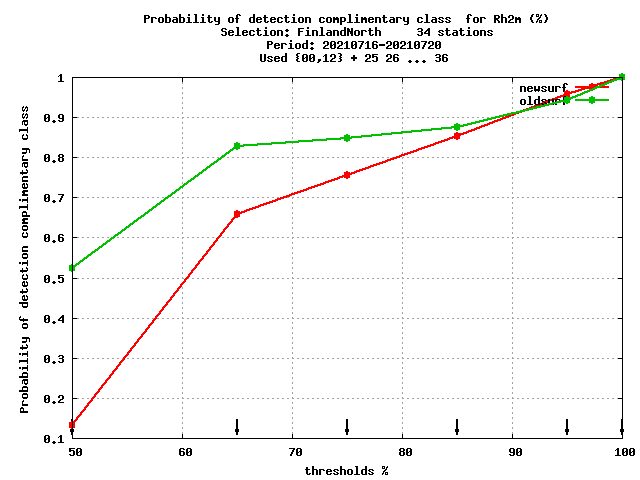 Probability of detection complimentary class  for Rh2m (%)
Selection: FinlandNorth     34 stations
Period: 20210716-20210720
Used {00,12} + 25 26 ... 36
Probability of detection complimentary class
1
0.9
0.8
0.7
0.6
0.5
0.4
0.3
0.2
0.1
newsurf
oldsurf
50 60 70 80 90 100
thresholds %